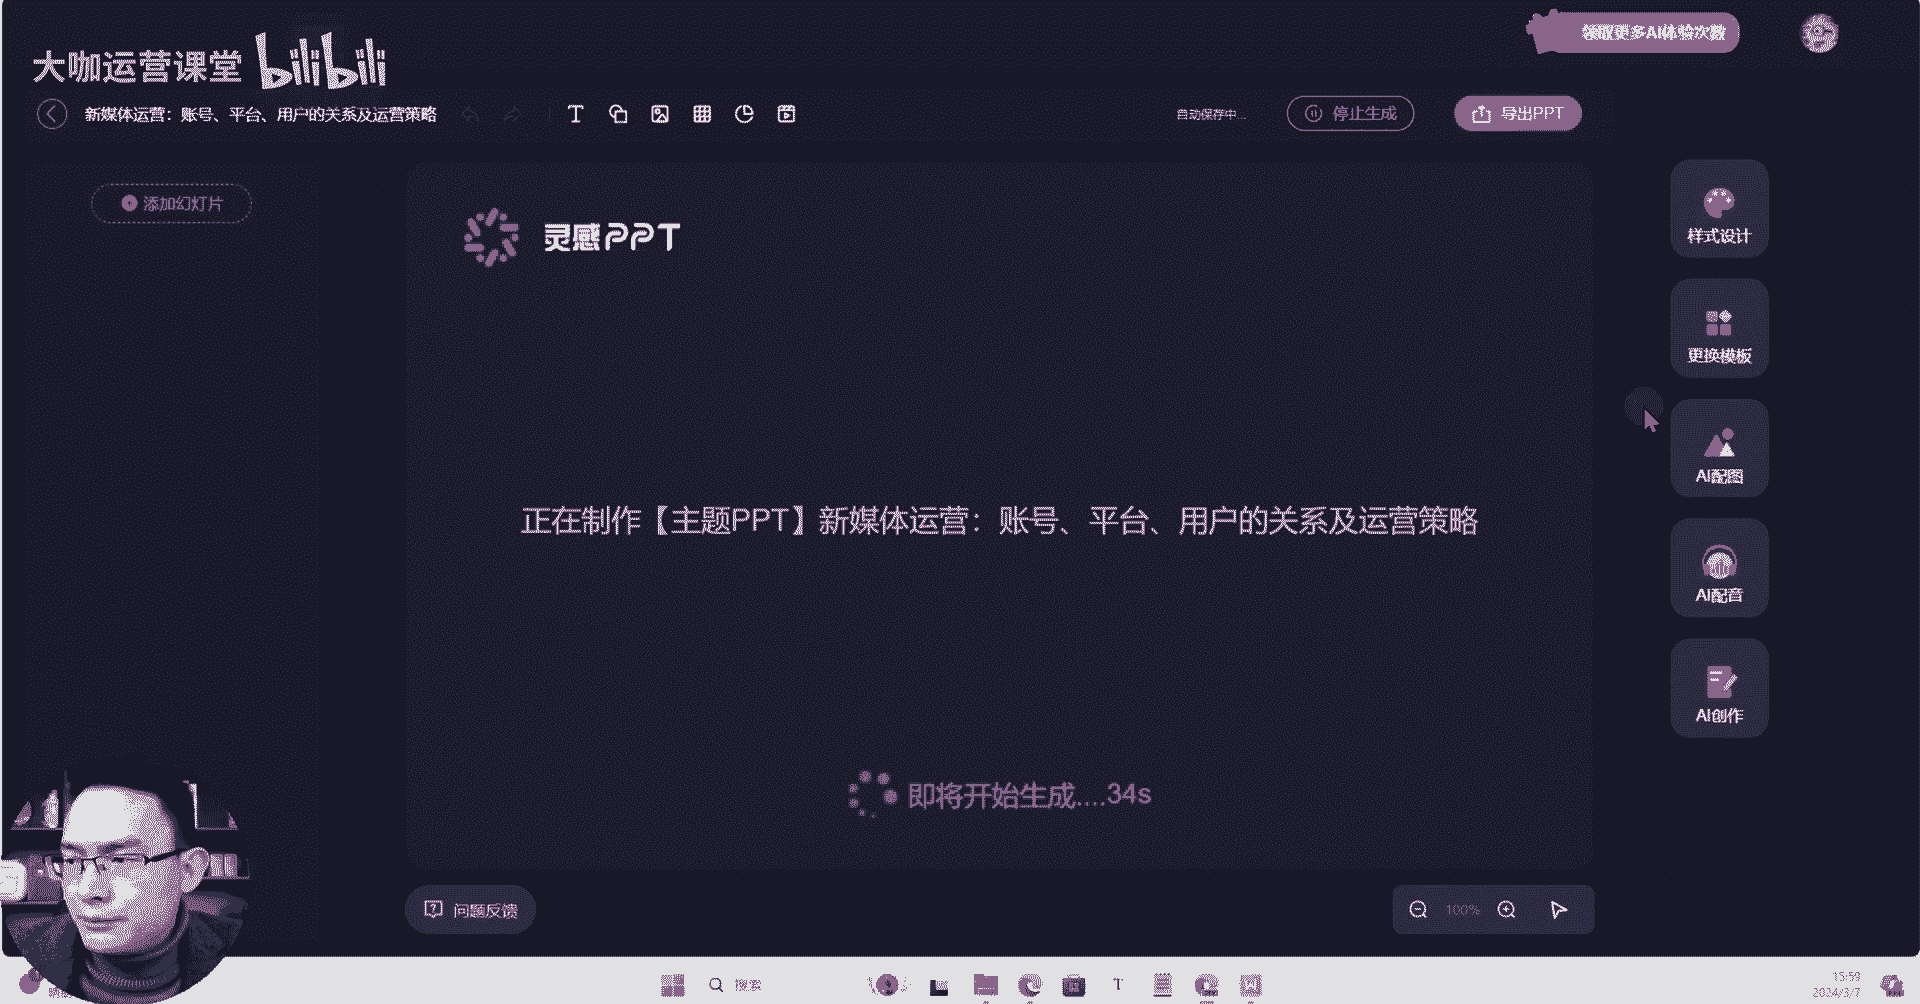 领取更多AI体验次数
大咖运营课堂 bilibili
新媒体运营：账号、平台、用户的关系及运营策略
自动保存中...
停止生成
导出PPT
添加幻灯片
灵感PPT
样式设计
更换模板
AI配图
AI配音
AI创作
正在制作【主题PPT】新媒体运营：账号、平台、用户的关系及运营策略
即将开始生成....34s
问题反馈
100%
搜索
15:59
2024/3/7